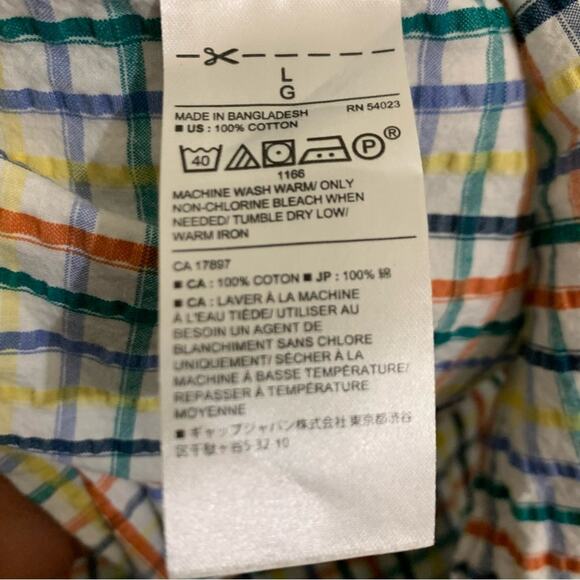 L
G
MADE IN BANGLADESH RN 54023
■ US : 100% COTTON
40 P®
1166
MACHINE WASH WARM/ ONLY
NON-CHLORINE BLEACH WHEN
NEEDED/ TUMBLE DRY LOW/
WARM IRON
CA 17897
■ CA : 100% COTON ■ JP : 100% 綿
■ CA : LAVER À LA MACHINE
À L'EAU TIÈDE/ UTILISER AU
BESOIN UN AGENT DE
BLANCHIMENT SANS CHLORE
UNIQUEMENT/ SÉCHER À LA
MACHINE À BASSE TEMPÉRATURE/
REPASSER À TEMPÉRATURE
MOYENNE
■ ギャップジャパン株式会社 東京都渋谷
区千駄ヶ谷5-32-10